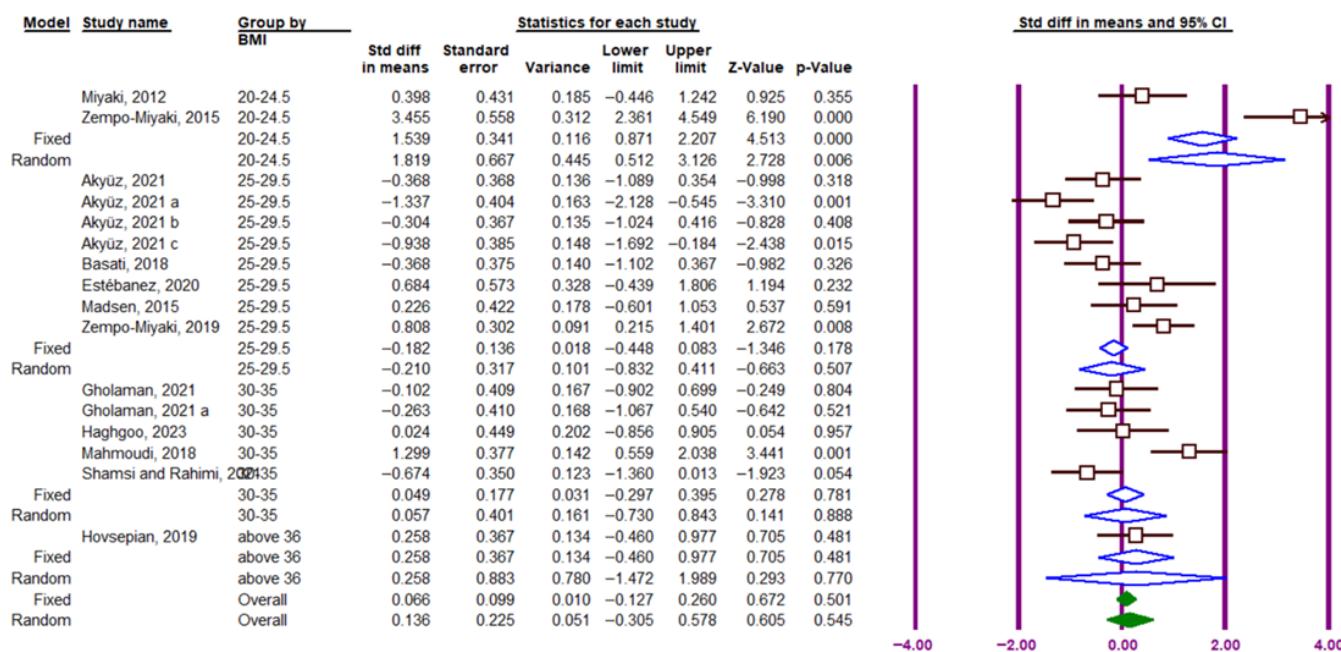 Model Study name Group by BMI Statistics for each study Std diff in means and 95% CI
Std diff in means Standard error Variance Lower limit Upper limit Z-Value p-Value
Miyaki, 2012 20-24.5 0.398 0.431 0.185 −0.446 1.242 0.925 0.355
Zempo-Miyaki, 2015 20-24.5 3.455 0.558 0.312 2.361 4.549 6.190 0.000
Fixed 20-24.5 1.539 0.341 0.116 0.871 2.207 4.513 0.000
Random 20-24.5 1.819 0.667 0.445 0.512 3.126 2.728 0.006
Akyüz, 2021 25-29.5 −0.368 0.368 0.136 −1.089 0.354 −0.998 0.318
Akyüz, 2021 a 25-29.5 −1.337 0.404 0.163 −2.128 −0.545 −3.310 0.001
Akyüz, 2021 b 25-29.5 −0.304 0.367 0.135 −1.024 0.416 −0.828 0.408
Akyüz, 2021 c 25-29.5 −0.938 0.385 0.148 −1.692 −0.184 −2.438 0.015
Basati, 2018 25-29.5 −0.368 0.375 0.140 −1.102 0.367 −0.982 0.326
Estébanez, 2020 25-29.5 0.684 0.573 0.328 −0.439 1.806 1.194 0.232
Madsen, 2015 25-29.5 0.226 0.422 0.178 −0.601 1.053 0.537 0.591
Zempo-Miyaki, 2019 25-29.5 0.808 0.302 0.091 0.215 1.401 2.672 0.008
Fixed 25-29.5 −0.182 0.136 0.018 −0.448 0.083 −1.346 0.178
Random 25-29.5 −0.210 0.317 0.101 −0.832 0.411 −0.663 0.507
Gholaman, 2021 30-35 −0.102 0.409 0.167 −0.902 0.699 −0.249 0.804
Gholaman, 2021 a 30-35 −0.263 0.410 0.168 −1.067 0.540 −0.642 0.521
Haghgoo, 2023 30-35 0.024 0.449 0.202 −0.856 0.905 0.054 0.957
Mahmoudi, 2018 30-35 1.299 0.377 0.142 0.559 2.038 3.441 0.001
Shamsi and Rahimi, 2021 30-35 −0.674 0.350 0.123 −1.360 0.013 −1.923 0.054
Fixed 30-35 0.049 0.177 0.031 −0.297 0.395 0.278 0.781
Random 30-35 0.057 0.401 0.161 −0.730 0.843 0.141 0.888
Hovsepian, 2019 above 36 0.258 0.367 0.134 −0.460 0.977 0.705 0.481
Fixed above 36 0.258 0.367 0.134 −0.460 0.977 0.705 0.481
Random above 36 0.258 0.883 0.780 −1.472 1.989 0.293 0.770
Fixed Overall 0.066 0.099 0.010 −0.127 0.260 0.672 0.501
Random Overall 0.136 0.225 0.051 −0.305 0.578 0.605 0.545
−4.00 −2.00 0.00 2.00 4.00